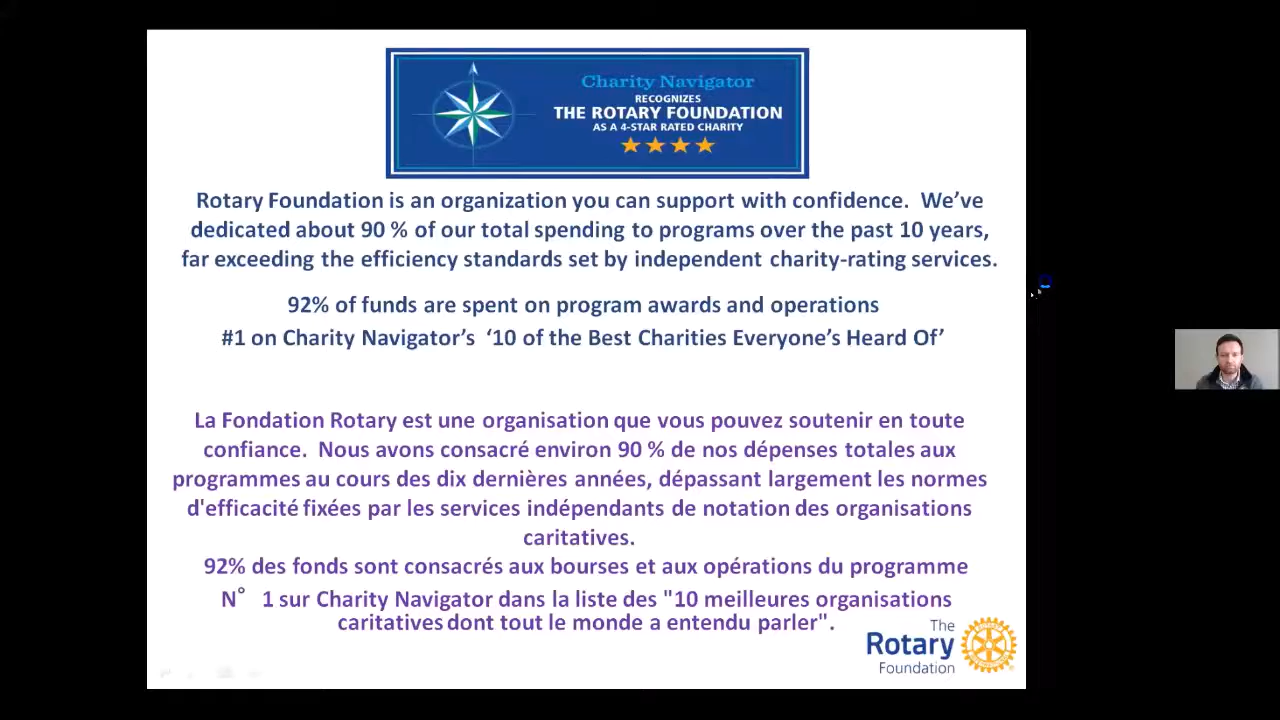 Charity Navigator
RECOGNIZES
THE ROTARY FOUNDATION
AS A 4-STAR RATED CHARITY
Rotary Foundation is an organization you can support with confidence.  We’ve
dedicated about 90 % of our total spending to programs over the past 10 years,
far exceeding the efficiency standards set by independent charity-rating services.
92% of funds are spent on program awards and operations
#1 on Charity Navigator’s  ‘10 of the Best Charities Everyone’s Heard Of’
La Fondation Rotary est une organisation que vous pouvez soutenir en toute
confiance.  Nous avons consacré environ 90 % de nos dépenses totales aux
programmes au cours des dix dernières années, dépassant largement les normes
d'efficacité fixées par les services indépendants de notation des organisations
caritatives.
92% des fonds sont consacrés aux bourses et aux opérations du programme
N° 1 sur Charity Navigator dans la liste des "10 meilleures organisations
caritatives dont tout le monde a entendu parler".
The
Rotary
Foundation